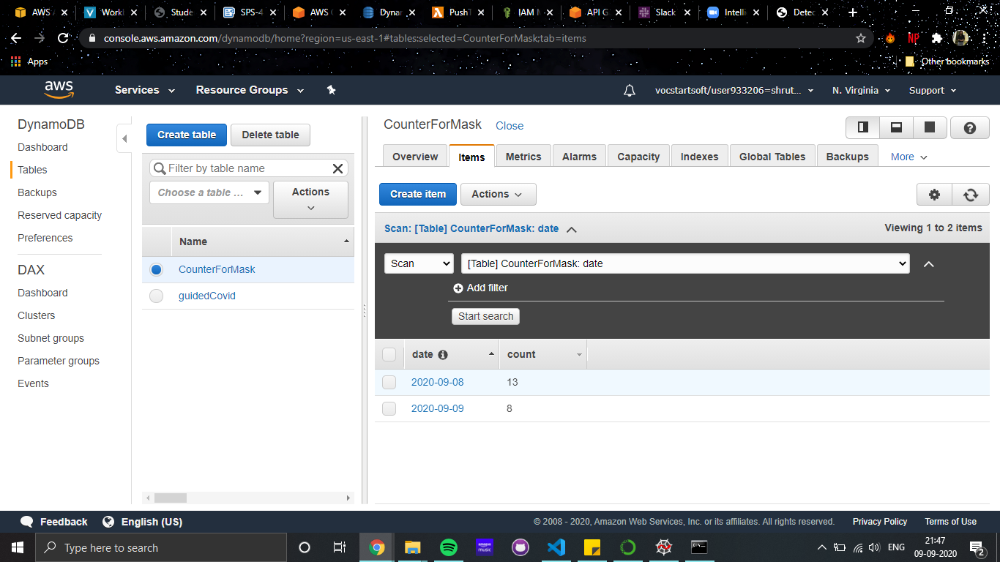 AWS A
Workl
Stude
SPS-4
AWS C
Dynar
PushT
IAM M
API G
Slack
Intelli
Detec
console.aws.amazon.com/dynamodb/home?region=us-east-1#tables:selected=CounterForMask;tab=items
NP
Apps
Other bookmarks
aws
Services
Resource Groups
vocstartsoft/user933206=shrut...
N. Virginia
Support
DynamoDB
Dashboard
Tables
Backups
Reserved capacity
Preferences
DAX
Dashboard
Clusters
Subnet groups
Parameter groups
Events
Create table
Delete table
Filter by table name
Choose a table ...
Actions
Name
CounterForMask
guidedCovid
CounterForMask
Close
Overview
Items
Metrics
Alarms
Capacity
Indexes
Global Tables
Backups
More
Create item
Actions
Scan: [Table] CounterForMask: date
Viewing 1 to 2 items
Scan
[Table] CounterForMask: date
Add filter
Start search
date
count
2020-09-08
13
2020-09-09
8
Feedback
English (US)
© 2008 - 2020, Amazon Web Services, Inc. or its affiliates. All rights reserved.
Privacy Policy
Terms of Use
Type here to search
amazon
music
ENG
21:47
09-09-2020
2